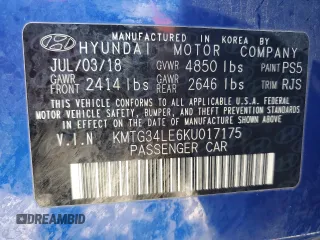 MANUFACTURED IN KOREA
HYUNDAI MOTOR COMPANY
JUL/03/18 GVWR 4850 lbs PAINT PS5
GAWR FRONT 2414 lbs GAWR REAR 2646 lbs TRIM RJS
THIS VEHICLE CONFORMS TO ALL APPLICABLE U.S. FEDERAL MOTOR
VEHICLE SAFETY, BUMPER, AND THEFT PREVENTION STANDARDS IN
EFFECT ON THE DATE OF MANUFACTURE SHOWN ABOVE.
V.I.N KMTG34LE6KU017175
PASSENGER CAR
DREAMBID